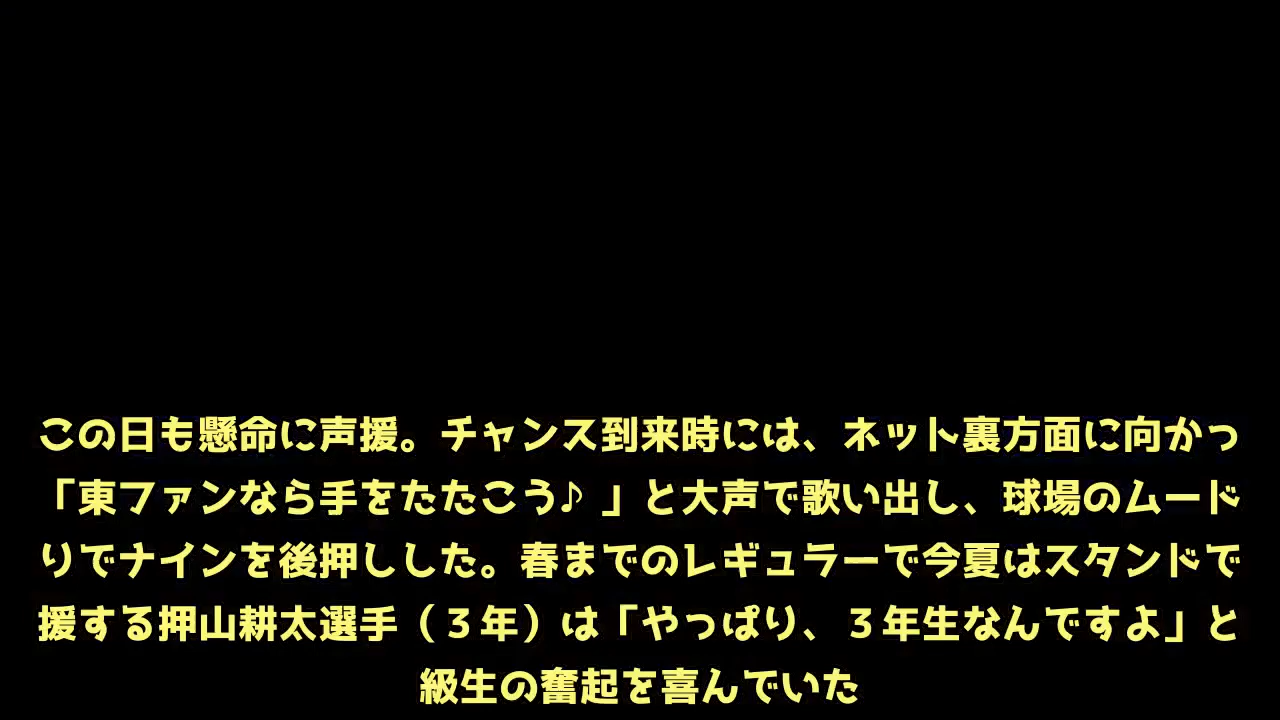 この日も懸命に声援。チャンス到来時には、ネット裏方面に向かっ
「東ファンなら手をたたこう♪」と大声で歌い出し、球場のムード
りでナインを後押しした。春までのレギュラーで今夏はスタンドで
援する押山耕太選手（３年）は「やっぱり、３年生なんですよ」と
級生の奮起を喜んでいた